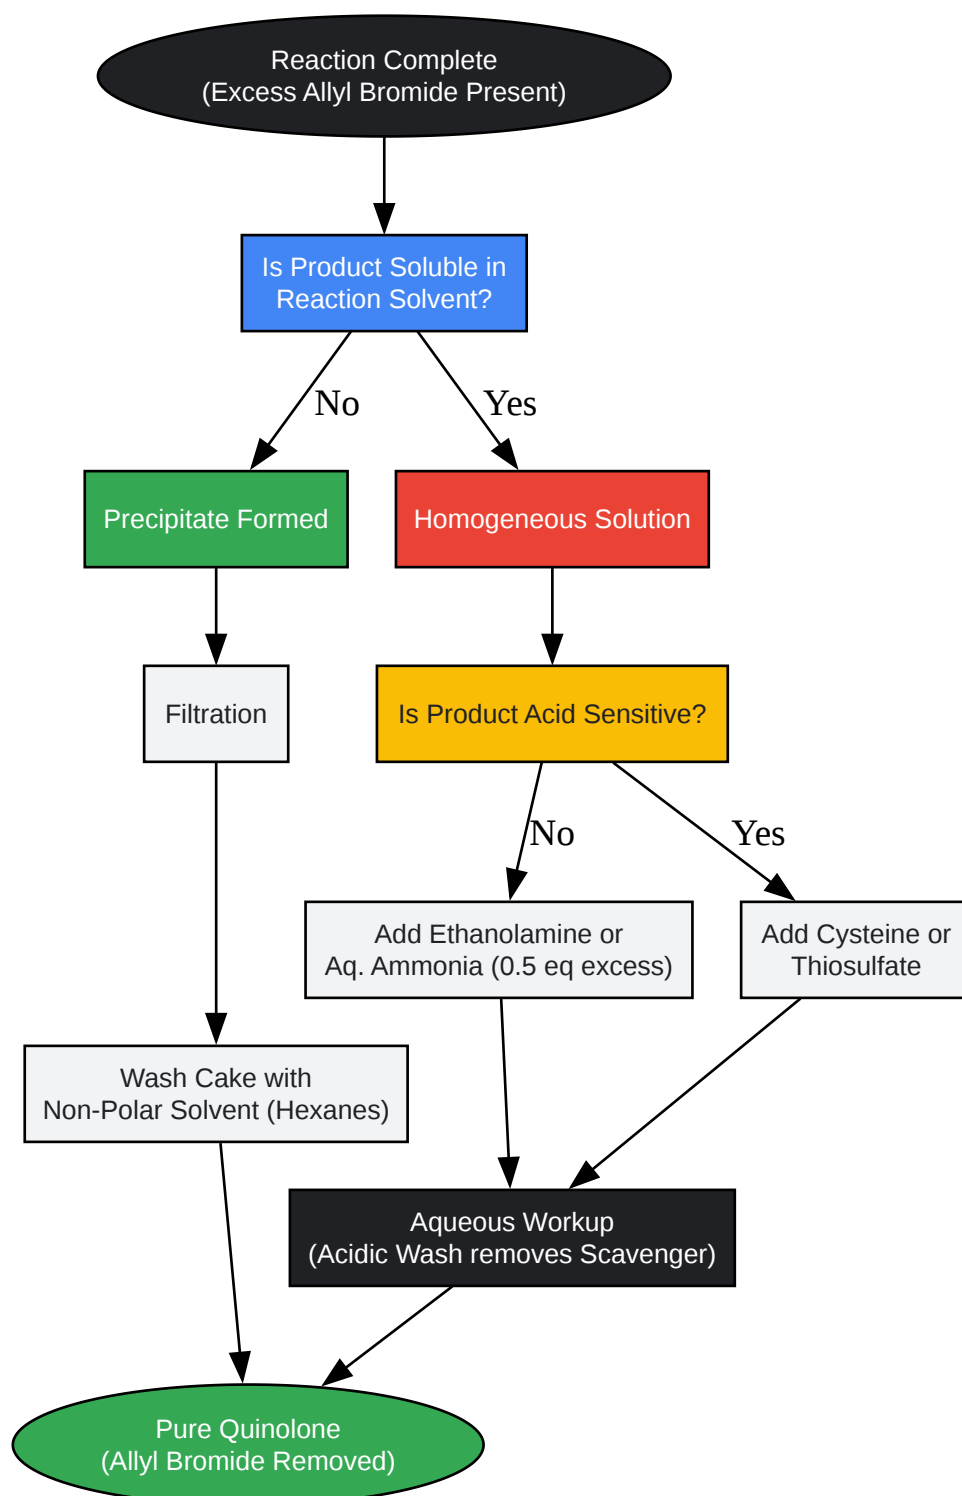 Reaction Complete
(Excess Allyl Bromide Present)
Is Product Soluble in
Reaction Solvent?
No
Yes
Precipitate Formed
Homogeneous Solution
Filtration
Is Product Acid Sensitive?
No
Yes
Add Ethanolamine or
Aq. Ammonia (0.5 eq excess)
Add Cysteine or
Thiosulfate
Wash Cake with
Non-Polar Solvent (Hexanes)
Aqueous Workup
(Acidic Wash removes Scavenger)
Pure Quinolone
(Allyl Bromide Removed)